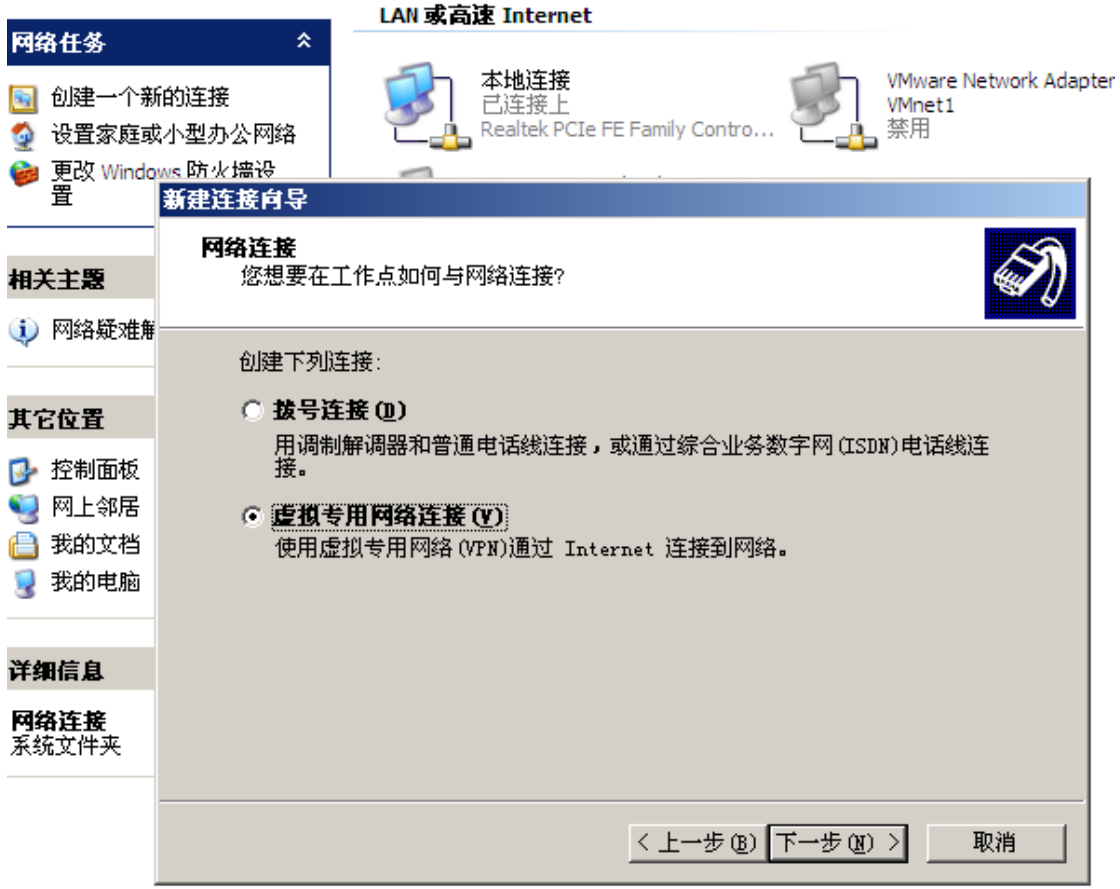 LAN 或高速 Internet
网络任务
创建一个新的连接
设置家庭或小型办公网络
更改 Windows 防火墙设
置
本地连接
已连接上
Realtek PCIe FE Family Contro...
VMware Network Adapter
VMnet1
禁用
相关主题
网络疑难解
其它位置
控制面板
网上邻居
我的文档
我的电脑
详细信息
网络连接
系统文件夹
新建连接向导
网络连接
您想要在工作点如何与网络连接?
创建下列连接:
拨号连接(D)
用调制解调器和普通电话线连接，或通过综合业务数字网(ISDN)电话线连
接。
虚拟专用网络连接(V)
使用虚拟专用网络(VPN)通过 Internet 连接到网络。
< 上一步(B)
下一步(N) >
取消